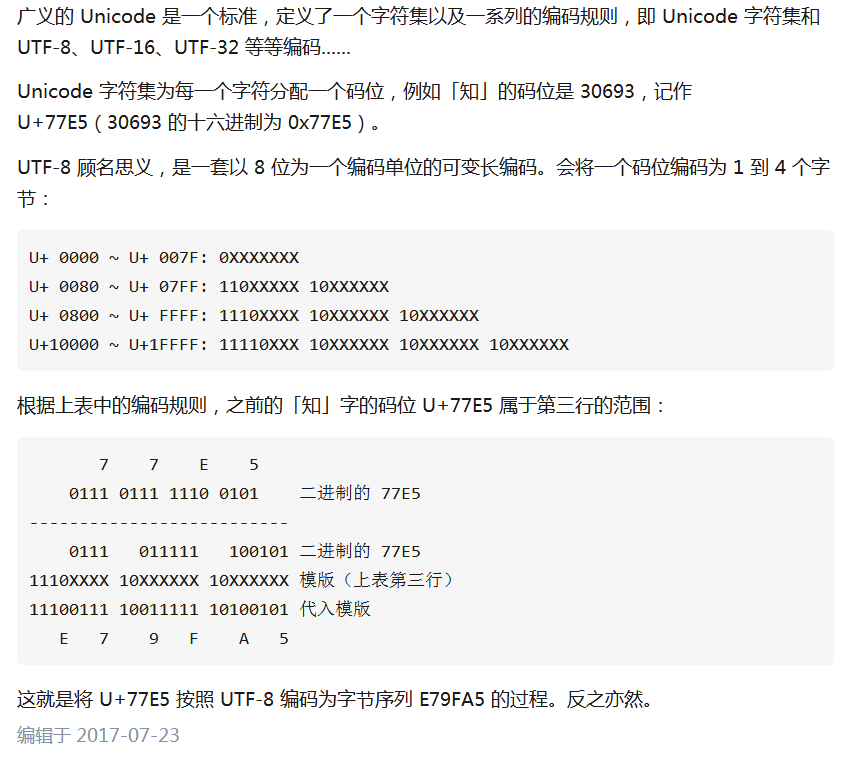 广义的 Unicode 是一个标准，定义了一个字符集以及一系列的编码规则，即 Unicode 字符集和
UTF-8、UTF-16、UTF-32 等等编码……
Unicode 字符集为每一个字符分配一个码位，例如「知」的码位是 30693，记作
U+77E5（30693 的十六进制为 0x77E5）。
UTF-8 顾名思义，是一套以 8 位为一个编码单位的可变长编码。会将一个码位编码为 1 到 4 个字
节：
U+ 0000 ~ U+ 007F: 0XXXXXXX
U+ 0080 ~ U+ 07FF: 110XXXXX 10XXXXXX
U+ 0800 ~ U+ FFFF: 1110XXXX 10XXXXXX 10XXXXXX
U+10000 ~ U+1FFFF: 11110XXX 10XXXXXX 10XXXXXX 10XXXXXX
根据上表中的编码规则，之前的「知」字的码位 U+77E5 属于第三行的范围：
       7    7    E    5
    0111 0111 1110 0101    二进制的 77E5
--------------------------
    0111   011111   100101 二进制的 77E5
1110XXXX 10XXXXXX 10XXXXXX 模版（上表第三行）
11100111 10011111 10100101 代入模版
   E   7    9   F    A   5
这就是将 U+77E5 按照 UTF-8 编码为字节序列 E79FA5 的过程。反之亦然。
编辑于 2017-07-23